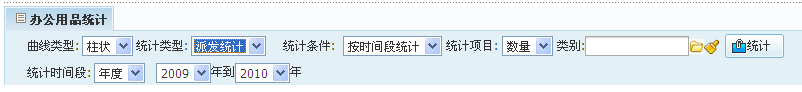 办公用品统计
曲线类型: 柱状 统计类型: 派发统计 统计条件: 按时间段统计 统计项目: 数量 类别: 统计
统计时间段: 年度 2009 年到 2010 年